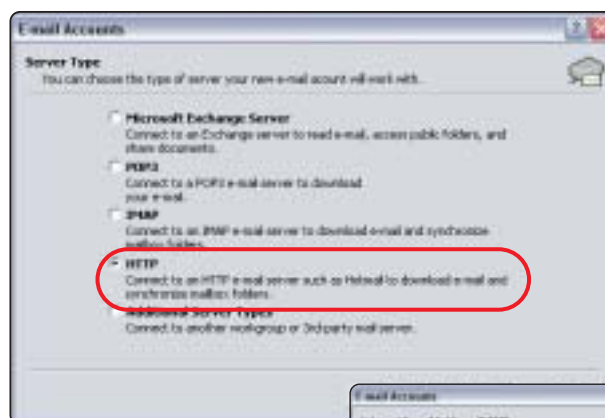 E-mail Accounts
Server Type
You can choose the type of server your new e-mail acount will work with.
Microsoft Exchange Server
Connect to an Exchange server to read e-mail, access public folders, and
share documents.
POP3
Connect to a POP3 e-mail server to download
your e-mail.
IMAP
Connect to an IMAP e-mail server to download e-mail and synchronize
mailbox folders.
HTTP
Connect to an HTTP e-mail server such as Hotmail to download e-mail and
synchronize mailbox folders.
Additional Server Types
Connect to another workgroup or 3rd party mail server.
E-mail Accounts